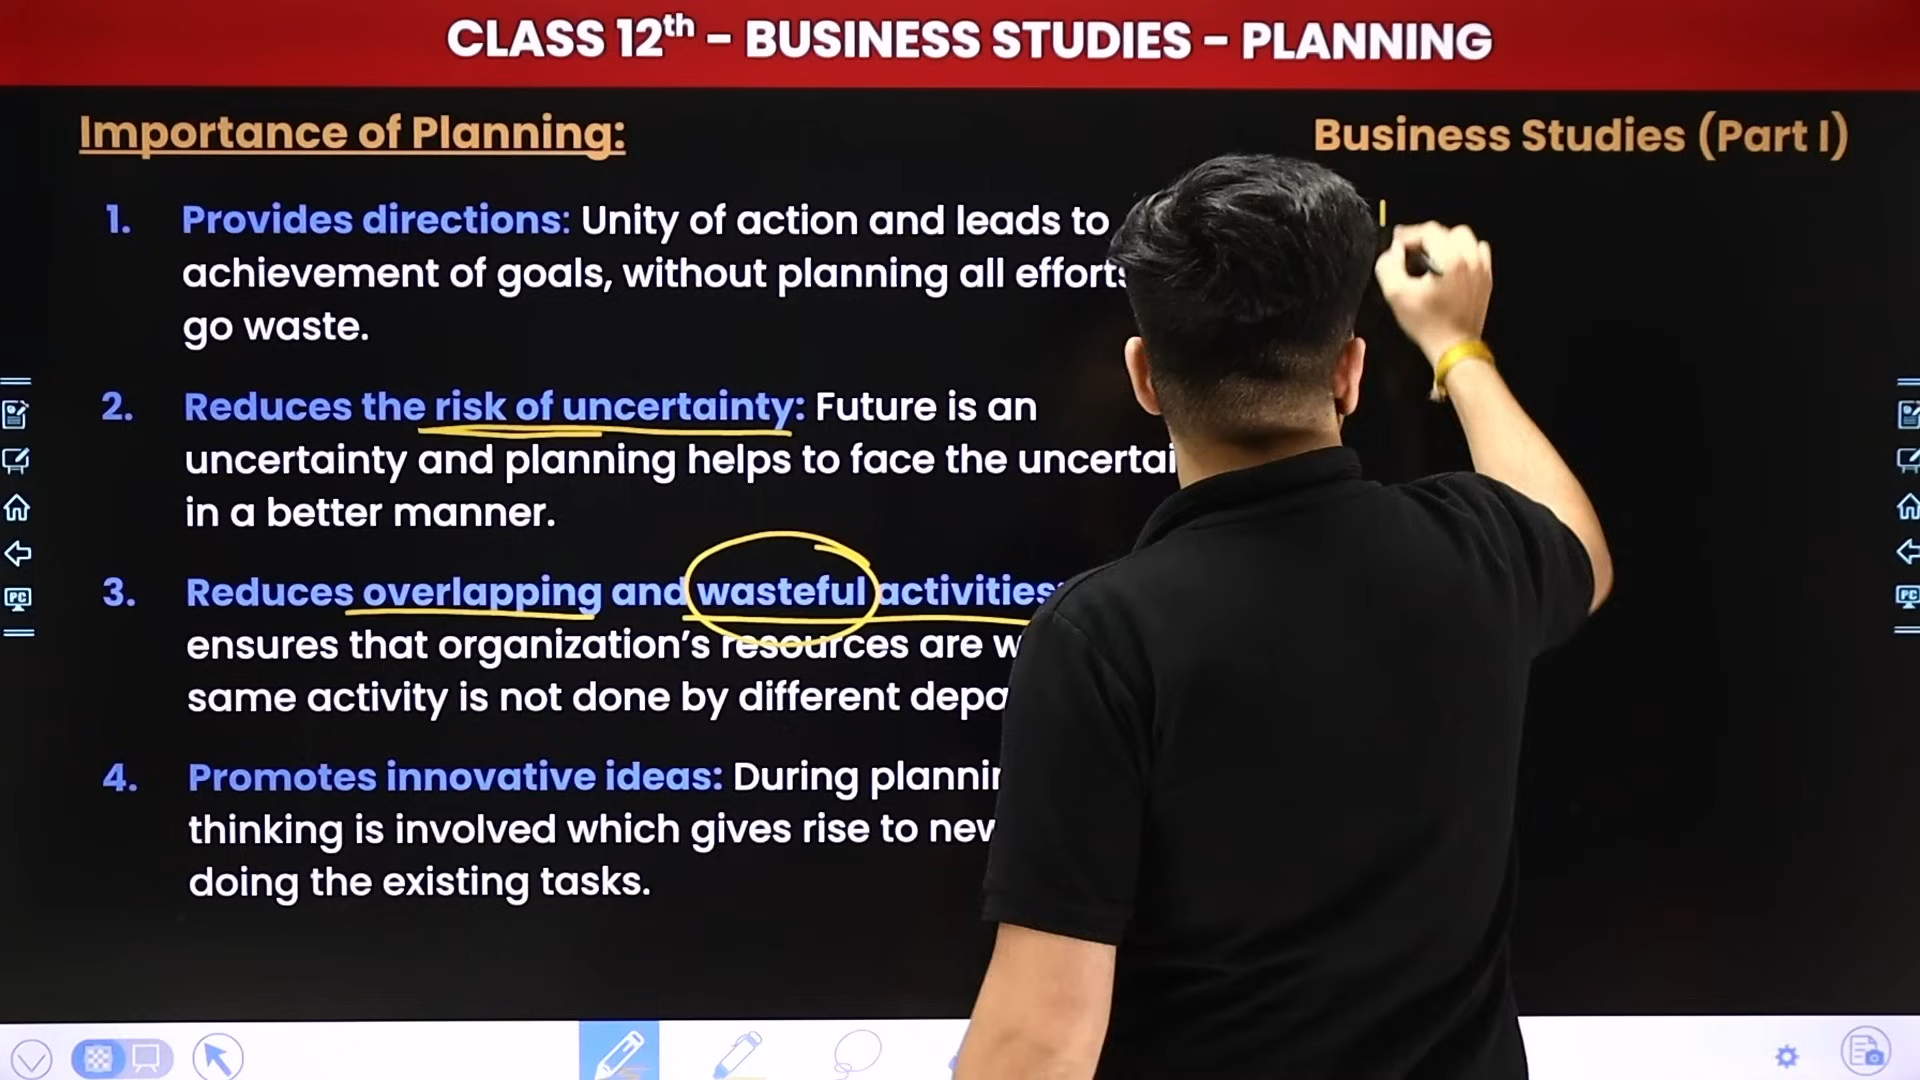 CLASS 12th - BUSINESS STUDIES - PLANNING
Importance of Planning:
Business Studies (Part I)
1. Provides directions: Unity of action and leads to
achievement of goals, without planning all efforts
go waste.
2. Reduces the risk of uncertainty: Future is an
uncertainty and planning helps to face the
in a better manner.
3. Reduces overlapping and wasteful activities:
ensures that organization's resources are
same activity is not done by different
4. Promotes innovative ideas: During
thinking is involved which gives rise to
doing the existing tasks.
PC
PC